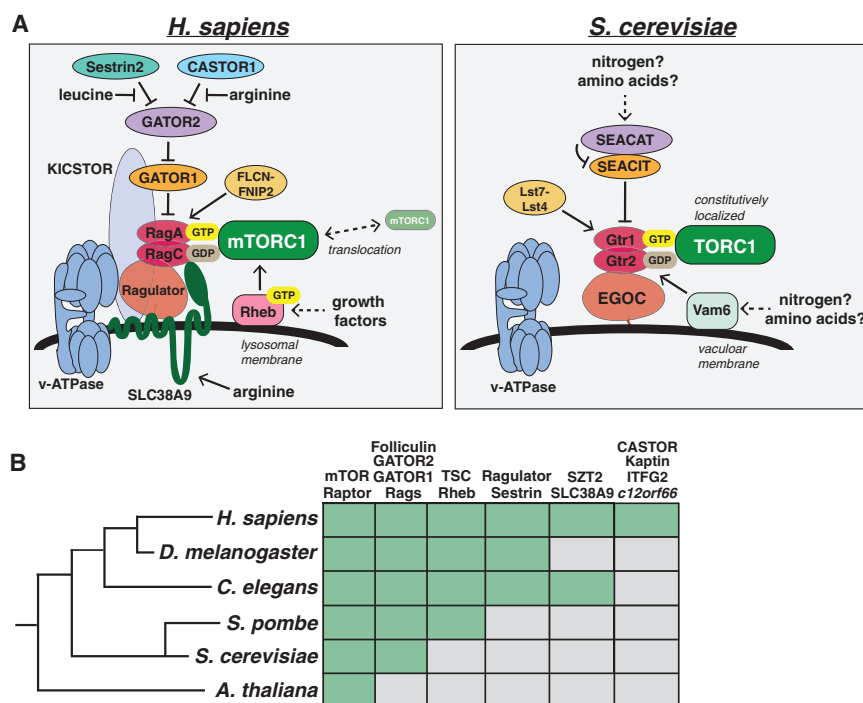 A
H. sapiens
S. cerevisiae
Sestrin2
CASTOR1
leucine
arginine
GATOR2
KICSTOR
GATOR1
FLCN-
FNIP2
RagA
GTP
RagC
GDP
mTORC1
mTORC1
translocation
Ragulator
GTP
Rheb
growth
factors
lysosomal
membrane
v-ATPase
SLC38A9
arginine
nitrogen?
amino acids?
SEACAT
SEACIT
Lst7-
Lst4
constitutively
localized
Gtr1
GTP
Gtr2
GDP
TORC1
EGOC
Vam6
nitrogen?
amino acids?
v-ATPase
vacuolar
membrane
B
mTOR
Raptor
Folliculin
GATOR2
GATOR1
Rags
TSC
Rheb
Ragulator
Sestrin
SZT2
SLC38A9
CASTOR
Kaptin
ITFG2
c12orf66
H. sapiens
D. melanogaster
C. elegans
S. pombe
S. cerevisiae
A. thaliana